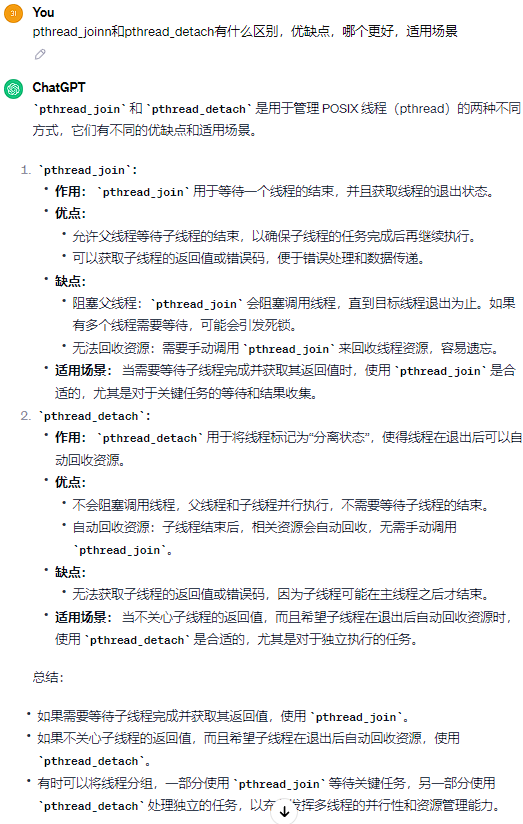 You
pthread_joinn和pthread_detach有什么区别，优缺点，哪个更好，适用场景
ChatGPT
`pthread_join` 和 `pthread_detach` 是用于管理 POSIX 线程（pthread）的两种不同
方式，它们有不同的优缺点和适用场景。
1. `pthread_join`：
• 作用： `pthread_join` 用于等待一个线程的结束，并且获取线程的退出状态。
• 优点：
• 允许父线程等待子线程的结束，以确保子线程的任务完成后再继续执行。
• 可以获取子线程的返回值或错误码，便于错误处理和数据传递。
• 缺点：
• 阻塞父线程：`pthread_join` 会阻塞调用线程，直到目标线程退出为止。如果
有多个线程需要等待，可能会引发死锁。
• 无法回收资源：需要手动调用 `pthread_join` 来回收线程资源，容易遗忘。
• 适用场景： 当需要等待子线程完成并获取其返回值时，使用 `pthread_join` 是合
适的，尤其是对于关键任务的等待和结果收集。
2. `pthread_detach`：
• 作用： `pthread_detach` 用于将线程标记为“分离状态”，使得线程在退出后可以自
动回收资源。
• 优点：
• 不会阻塞调用线程，父线程和子线程并行执行，不需要等待子线程的结束。
• 自动回收资源：子线程结束后，相关资源会自动回收，无需手动调用
`pthread_join`。
• 缺点：
• 无法获取子线程的返回值或错误码，因为子线程可能在主线程之后才结束。
• 适用场景： 当不关心子线程的返回值，而且希望子线程在退出后自动回收资源时，
使用 `pthread_detach` 是合适的，尤其是对于独立执行的任务。
总结：
• 如果需要等待子线程完成并获取其返回值，使用 `pthread_join`。
• 如果不关心子线程的返回值，而且希望子线程在退出后自动回收资源，使用
`pthread_detach`。
• 有时可以将线程分组，一部分使用 `pthread_join` 等待关键任务，另一部分使用
`pthread_detach` 处理独立的任务，以充发挥多线程的并行性和资源管理能力。